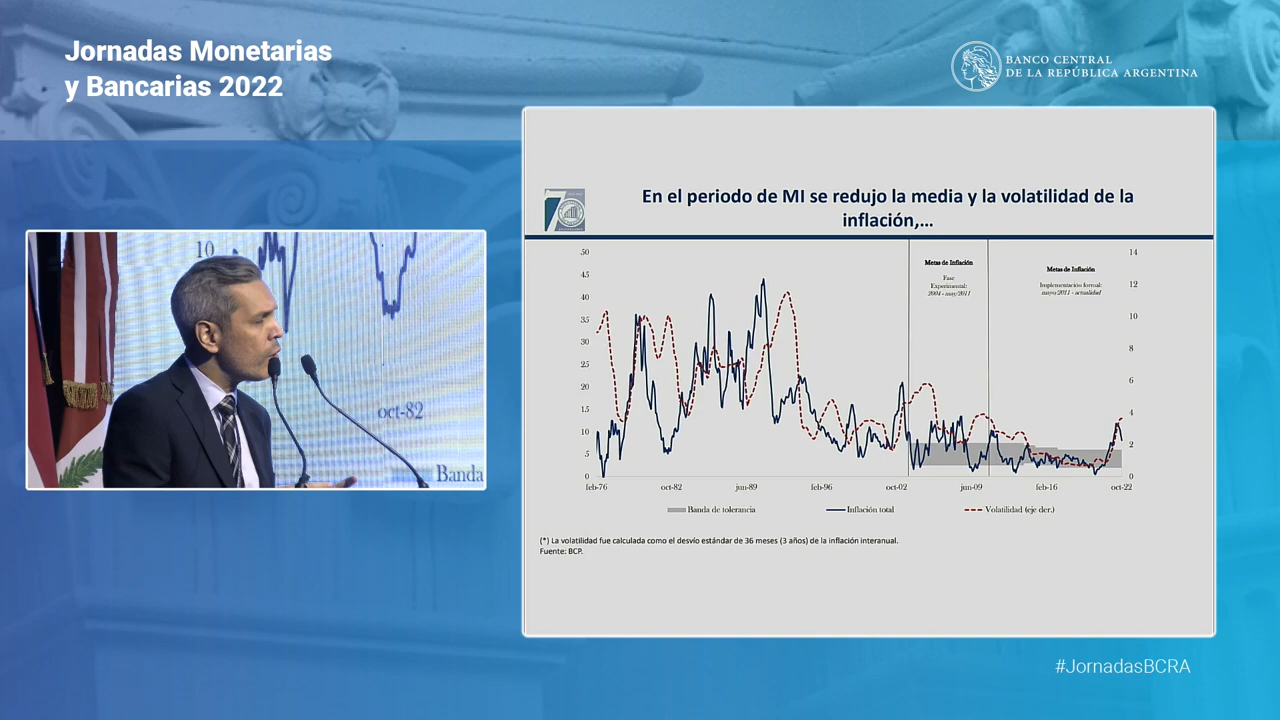 Jornadas Monetarias
y Bancarias 2022
BANCO CENTRAL
DE LA REPÚBLICA ARGENTINA
10
oct-82
Banda
En el periodo de MI se redujo la media y la volatilidad de la
inflación,...
50
45
40
35
30
25
20
15
10
5
0
14
12
10
8
6
4
2
0
Metas de Inflación
Fase
Experimental:
2004 - may/2011
Metas de Inflación
Implementación formal:
mayo/2011 - actualidad
feb-76
oct-82
jun-89
feb-96
oct-02
jun-09
feb-16
oct-22
Banda de tolerancia
Inflación total
Volatilidad (eje der.)
(*) La volatilidad fue calculada como el desvío estándar de 36 meses (3 años) de la inflación interanual.
Fuente: BCP.
#JornadasBCRA